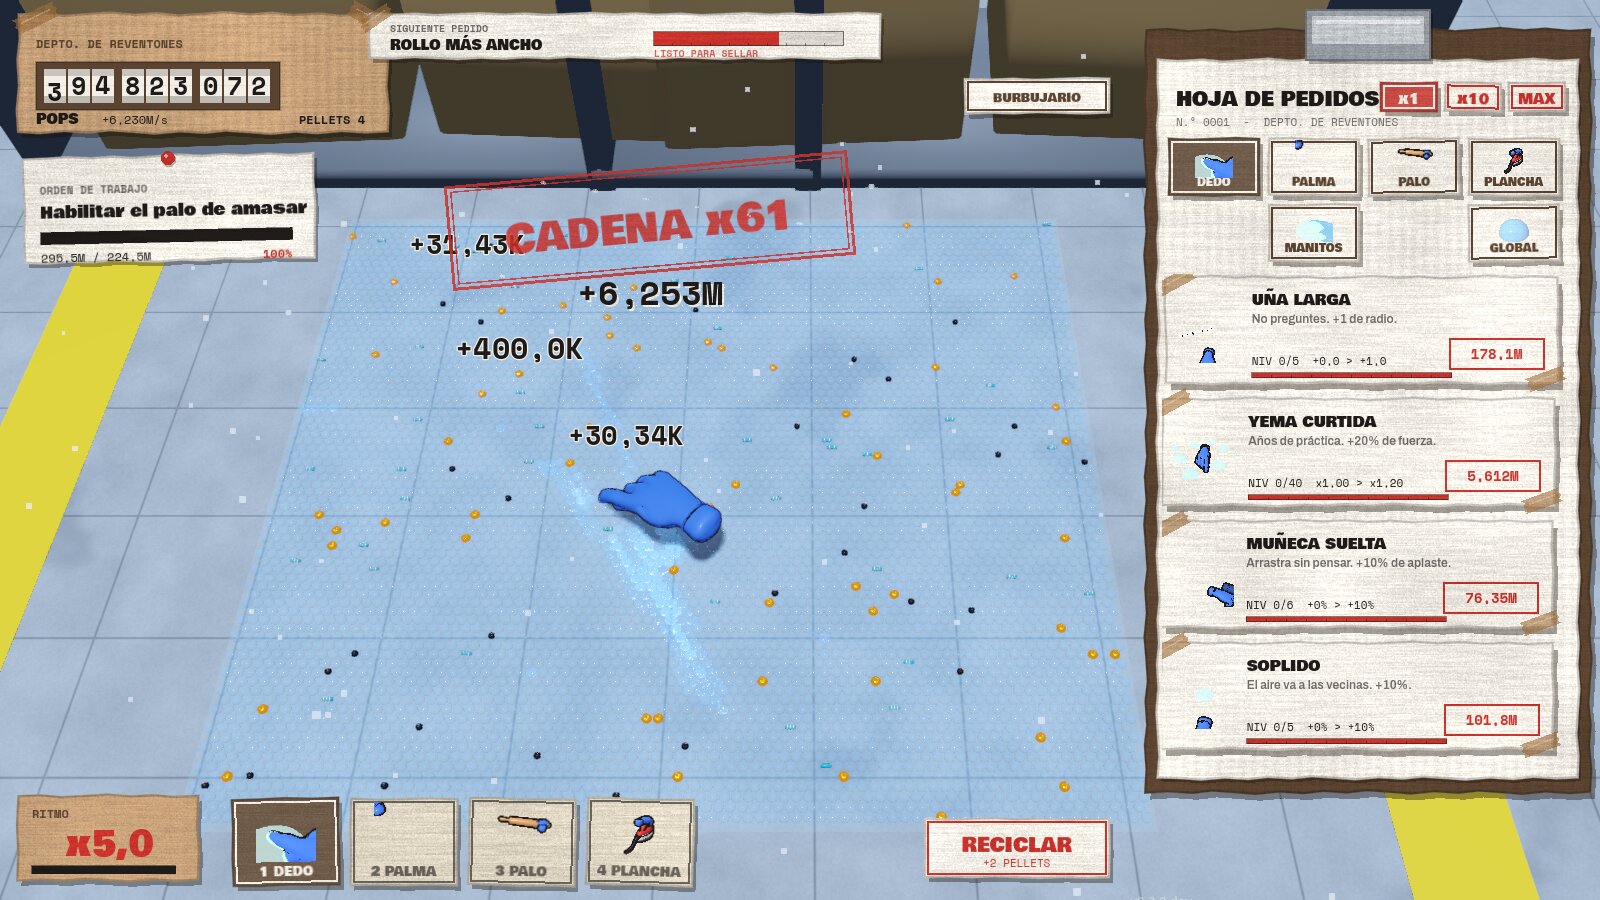 DEPTO. DE REVENTONES
394 823 072
POPS +6,230M/s PELLETS 4
SIGUIENTE PEDIDO
ROLLO MÁS ANCHO
LISTO PARA SELLAR
BURBUJARIO
ORDEN DE TRABAJO
Habilitar el palo de amasar
295,5M / 224,5M 100%
CADENA x61
+31,43K
+6,253M
+400,0K
+30,34K
HOJA DE PEDIDOS x1 x10 MAX
N.° 0001 - DEPTO. DE REVENTONES
DEDO PALMA PALO PLANCHA
MANITOS GLOBAL
UÑA LARGA
No preguntes. +1 de radio.
NIV 0/5 +0,0 > +1,0 178,1M
YEMA CURTIDA
Años de práctica. +20% de fuerza.
NIV 0/40 x1,00 > x1,20 5,612M
MUÑECA SUELTA
Arrastra sin pensar. +10% de aplaste.
NIV 0/6 +0% > +10% 76,35M
SOPLIDO
El aire va a las vecinas. +10%.
NIV 0/5 +0% > +10% 101,8M
RITMO
x5,0
1 DEDO 2 PALMA 3 PALO 4 PLANCHA
RECICLAR
+2 PELLETS